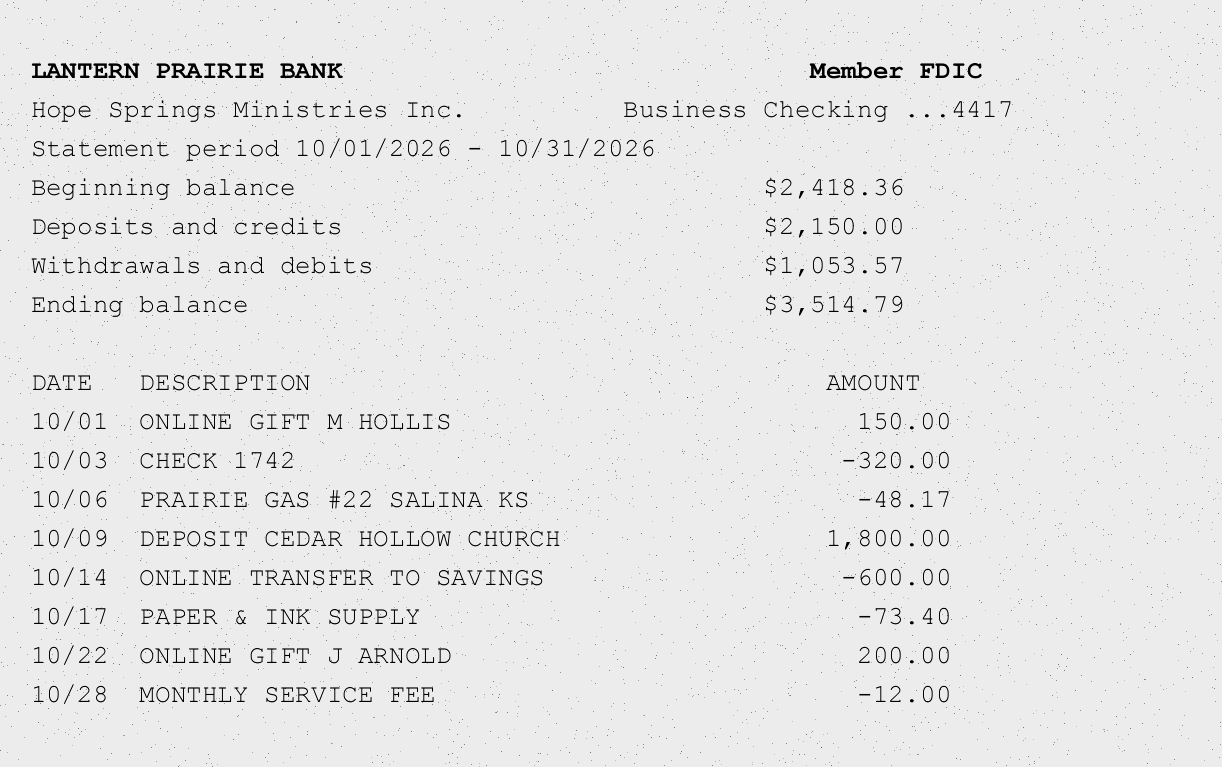 LANTERN PRAIRIE BANK Member FDIC
Hope Springs Ministries Inc. Business Checking ...4417
Statement period 10/01/2026 - 10/31/2026
Beginning balance $2,418.36
Deposits and credits $2,150.00
Withdrawals and debits $1,053.57
Ending balance $3,514.79
DATE DESCRIPTION AMOUNT
10/01 ONLINE GIFT M HOLLIS 150.00
10/03 CHECK 1742 -320.00
10/06 PRAIRIE GAS #22 SALINA KS -48.17
10/09 DEPOSIT CEDAR HOLLOW CHURCH 1,800.00
10/14 ONLINE TRANSFER TO SAVINGS -600.00
10/17 PAPER & INK SUPPLY -73.40
10/22 ONLINE GIFT J ARNOLD 200.00
10/28 MONTHLY SERVICE FEE -12.00